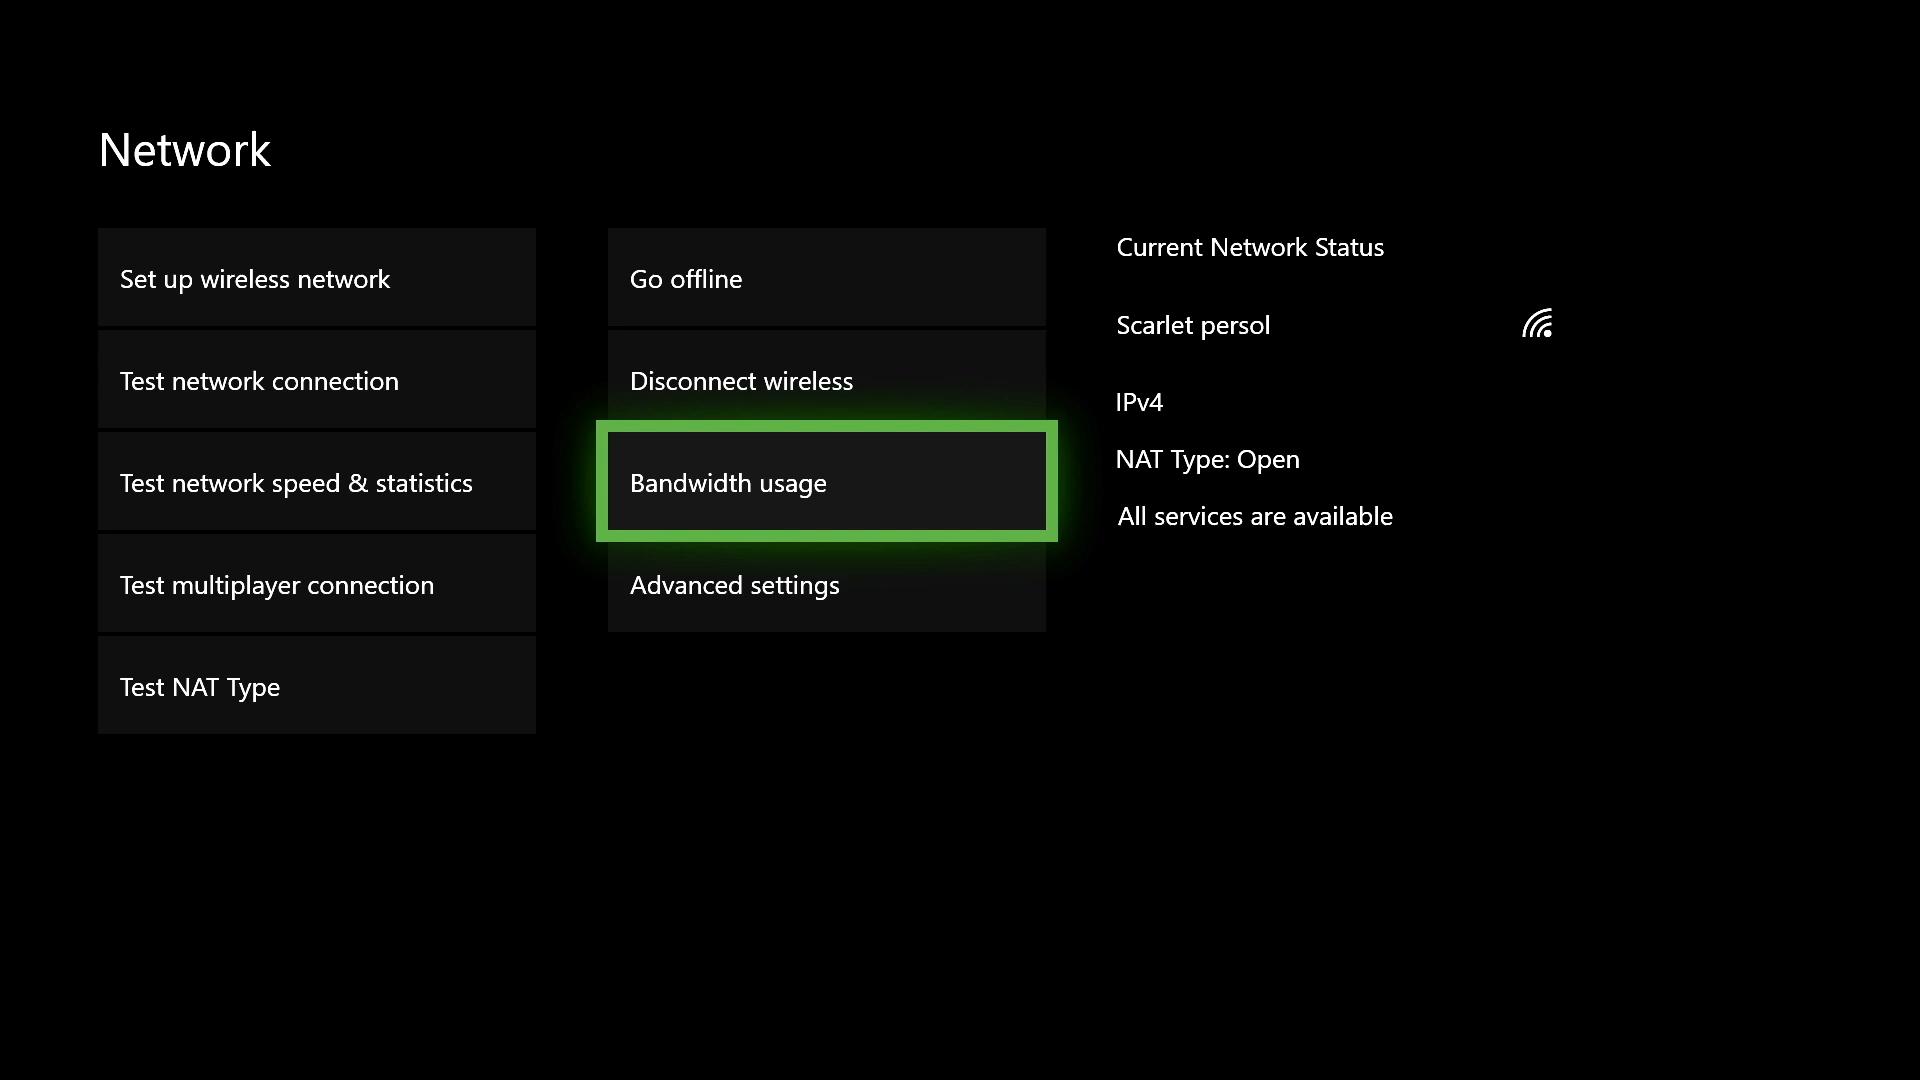 Network
Set up wireless network
Test network connection
Test network speed & statistics
Test multiplayer connection
Test NAT Type
Go offline
Disconnect wireless
Bandwidth usage
Advanced settings
Current Network Status
Scarlet persol
IPv4
NAT Type: Open
All services are available